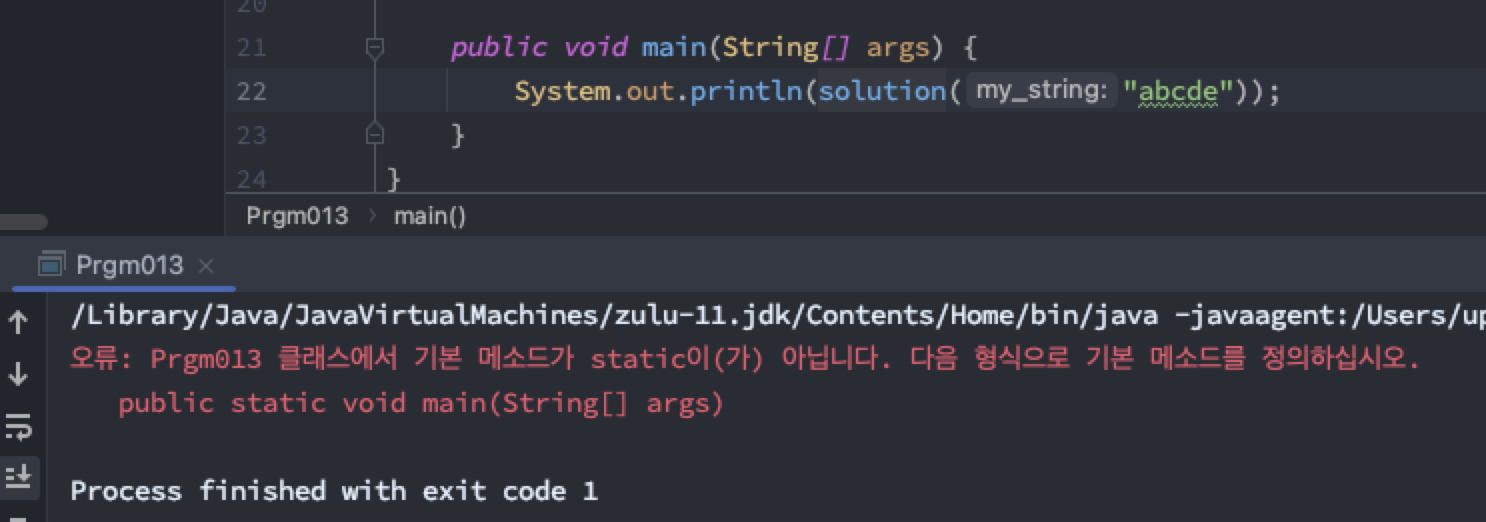 20
21 public void main(String[] args) {
22 System.out.println(solution( my_string: "abcde"));
23 }
24 }
Prgm013 > main()
Prgm013 ×
/Library/Java/JavaVirtualMachines/zulu-11.jdk/Contents/Home/bin/java -javaagent:/Users/up
오류: Prgm013 클래스에서 기본 메소드가 static이(가) 아닙니다. 다음 형식으로 기본 메소드를 정의하십시오.
public static void main(String[] args)
Process finished with exit code 1